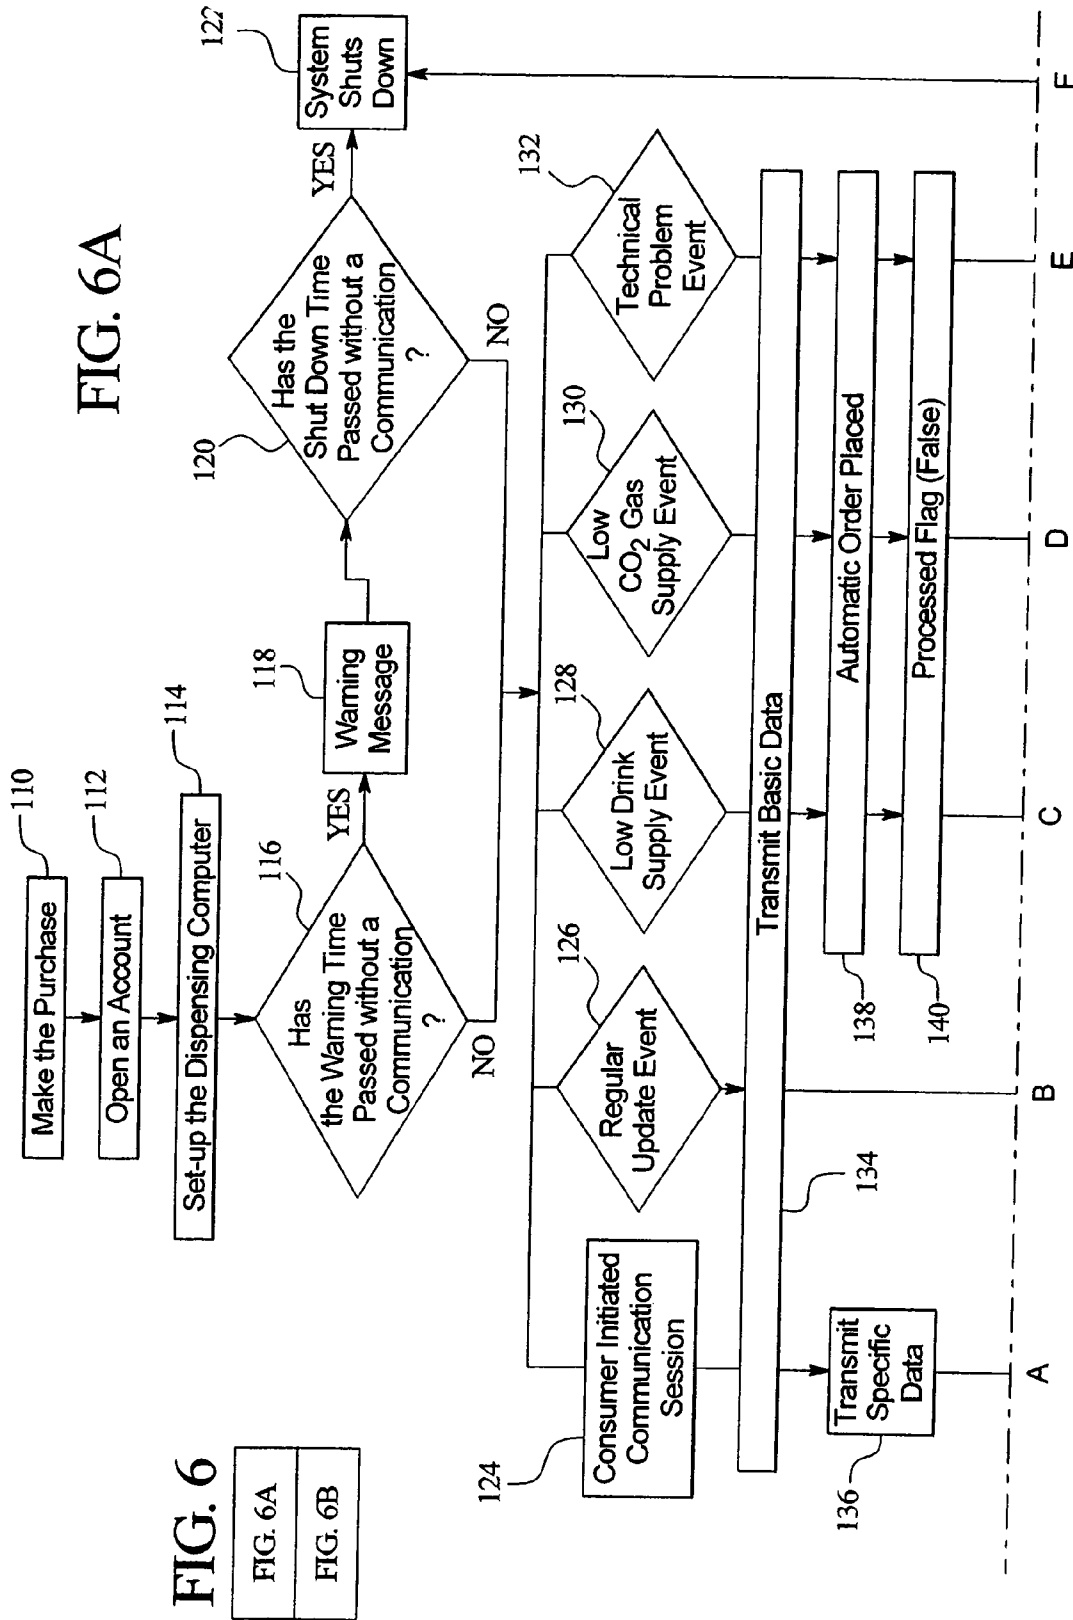 FIG. 6
FIG. 6A
FIG. 6B
FIG. 6A
Make the Purchase
110
Open an Account
112
Set-up the Dispensing Computer
114
Has
the Warning Time
Passed without a
Communication
?
116
YES
NO
Warning
Message
118
Has the
Shut Down Time
Passed without a
Communication
?
120
YES
NO
System
Shuts
Down
122
Consumer Initiated
Communication
Session
124
Regular
Update Event
126
Low Drink
Supply Event
128
Low
CO2 Gas
Supply Event
130
Technical
Problem
Event
132
Transmit Basic Data
134
Transmit
Specific
Data
136
Automatic Order Placed
138
Processed Flag (False)
140
A
B
C
D
E
F